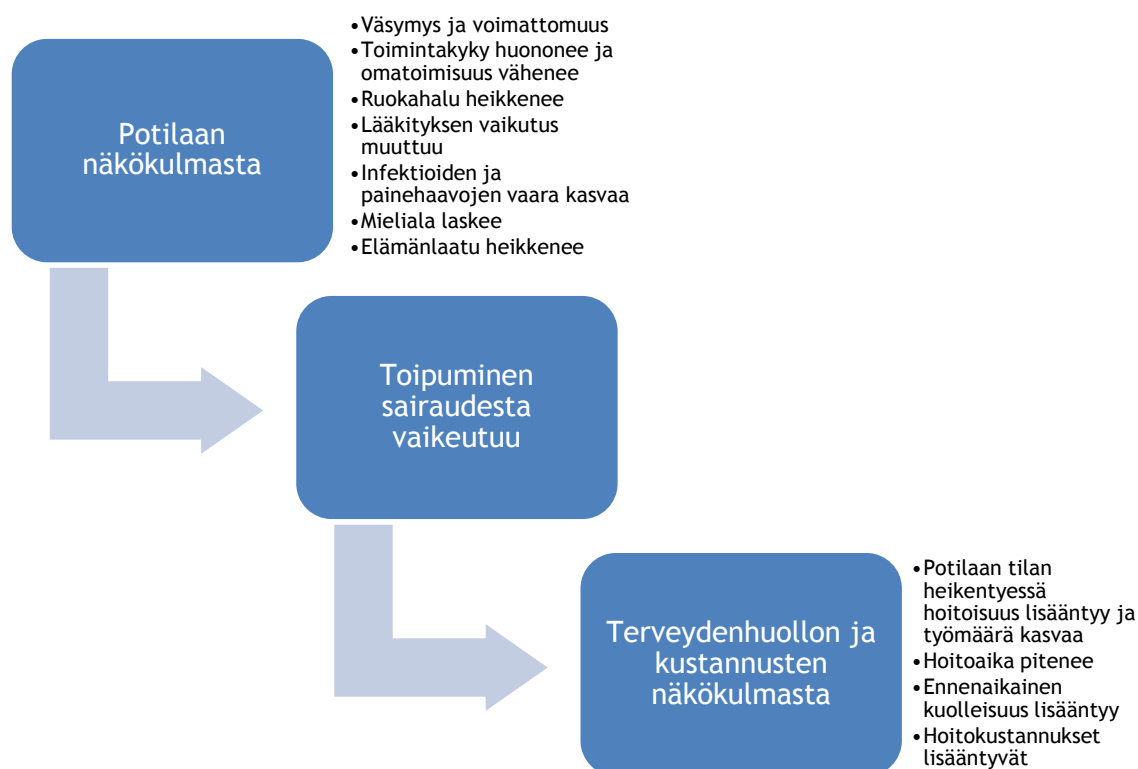 Potilaan
näkökulmasta
•Väsymys ja voimattomuus
•Toimintakyky huononee ja
omatoimisuus vähenee
•Ruokahalu heikkenee
•Lääkityksen vaikutus
muuttuu
•Infektioiden ja
painehaavojen vaara kasvaa
•Mieliala laskee
•Elämänlaatu heikkenee
Toipuminen
sairaudesta
vaikeutuu
Terveydenhuollon ja
kustannusten
näkökulmasta
•Potilaan tilan
heikentyessä
hoitoisuus lisääntyy ja
työmäärä kasvaa
•Hoitoaika pitenee
•Ennenaikainen
kuolleisuus lisääntyy
•Hoitokustannukset
lisääntyvät